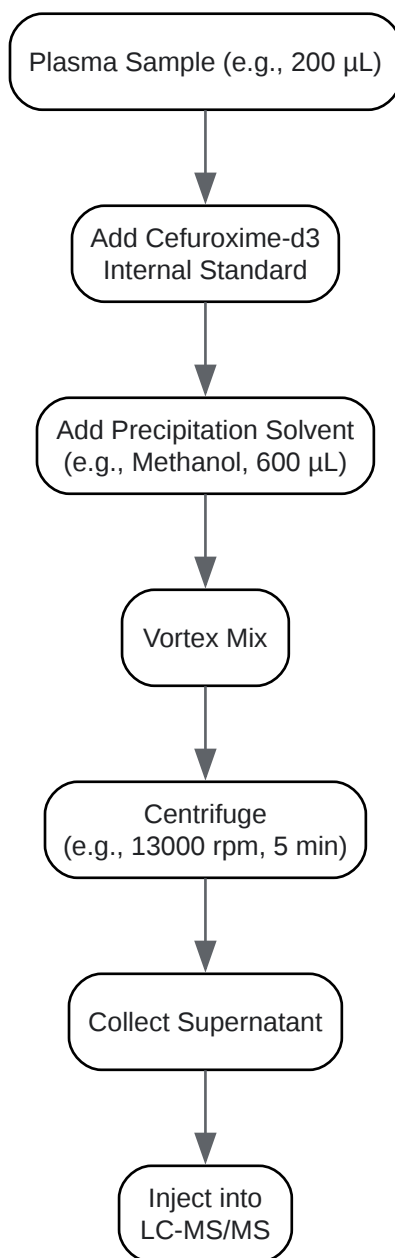 Plasma Sample (e.g., 200 µL)
Add Cefuroxime-d3
Internal Standard
Add Precipitation Solvent
(e.g., Methanol, 600 µL)
Vortex Mix
Centrifuge
(e.g., 13000 rpm, 5 min)
Collect Supernatant
Inject into
LC-MS/MS